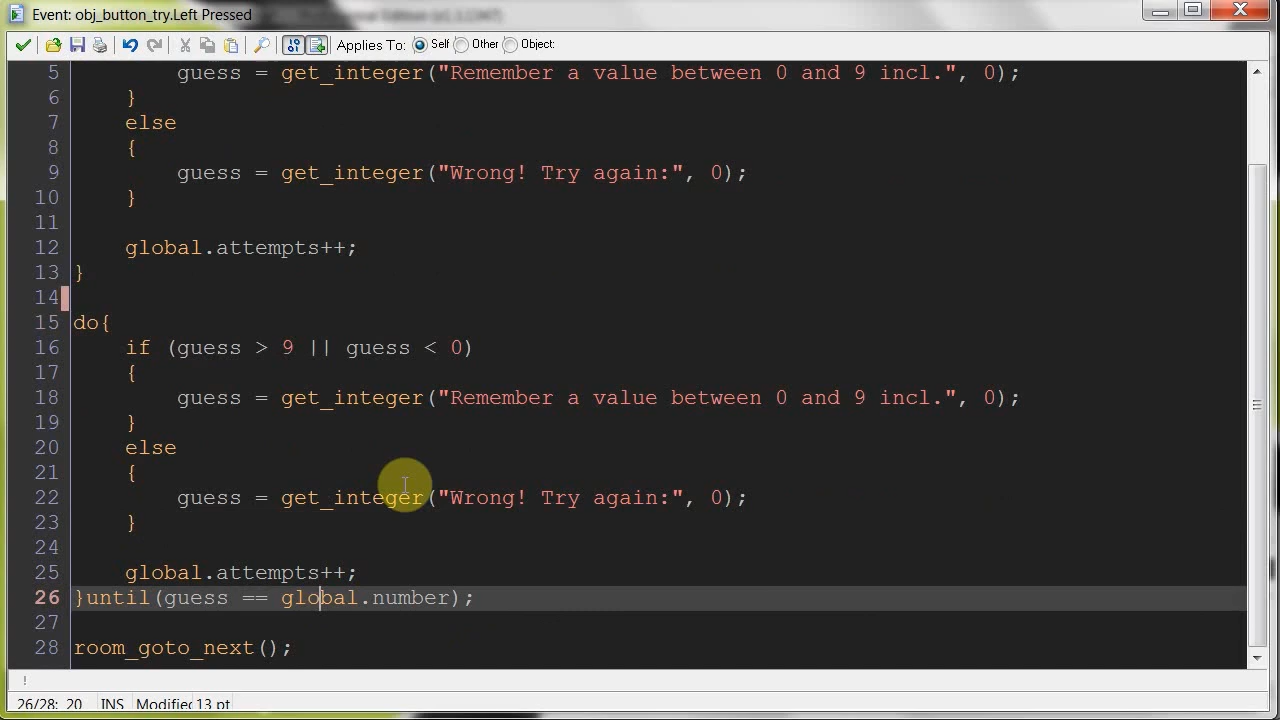 Event: obj_button_try.Left Pressed
Applies To: Self Other Object:
5 guess = get_integer("Remember a value between 0 and 9 incl.", 0);
6 }
7 else
8 {
9 guess = get_integer("Wrong! Try again:", 0);
10 }
11
12 global.attempts++;
13 }
14
15 do{
16 if (guess > 9 || guess < 0)
17 {
18 guess = get_integer("Remember a value between 0 and 9 incl.", 0);
19 }
20 else
21 {
22 guess = get_integer("Wrong! Try again:", 0);
23 }
24
25 global.attempts++;
26 }until(guess == global.number);
27
28 room_goto_next();
!
26/28: 20 INS Modified 13 pt